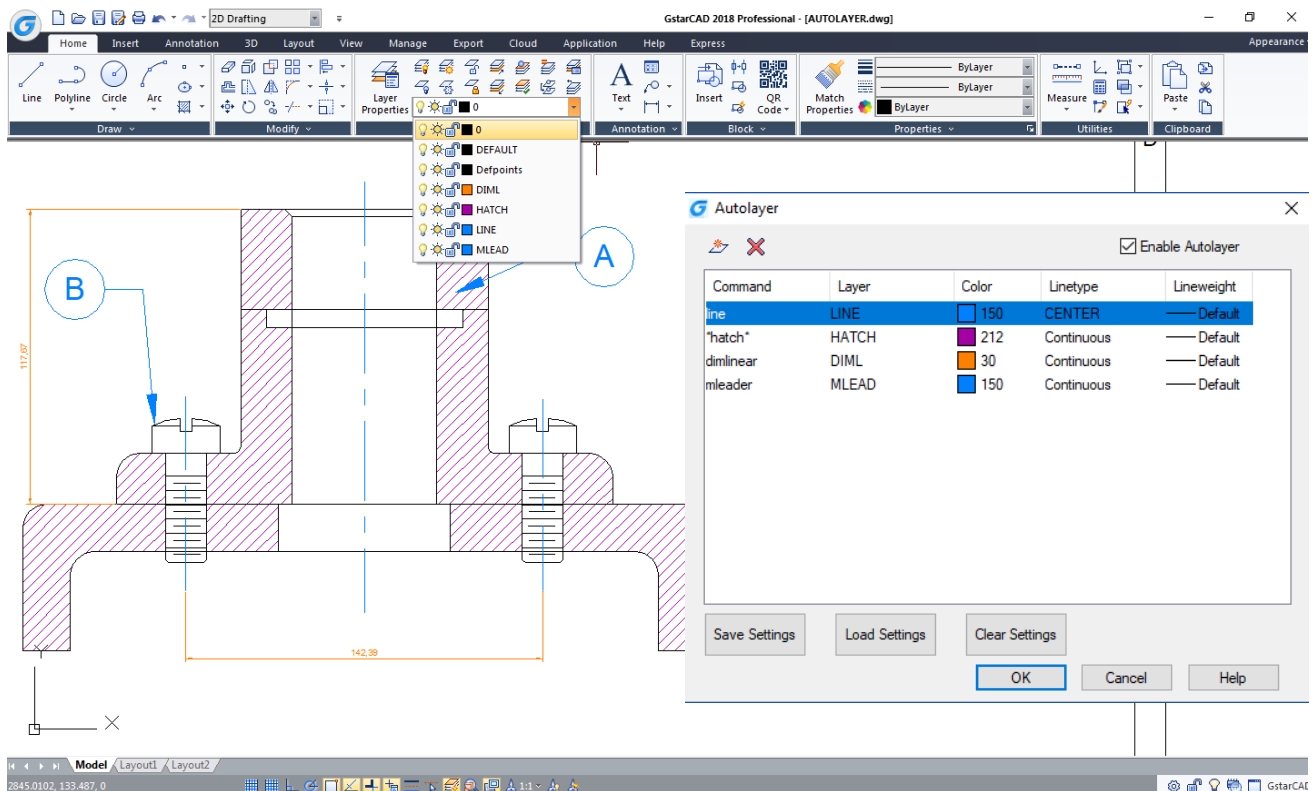 2D Drafting
GstarCAD 2018 Professional - [AUTOLAYER.dwg]
Home Insert Annotation 3D Layout View Manage Export Cloud Application Help Express Appearance
Line Polyline Circle Arc
Layer Properties
0
Text
Insert
QR Code
Match Properties
ByLayer
ByLayer
ByLayer
Measure
Paste
Draw Modify Annotation Block Properties Utilities Clipboard
0
DEFAULT
Defpoints
DIML
HATCH
LINE
MLEAD
A
B
117,67
142,39
Y
X
Autolayer
Enable Autolayer
Command Layer Color Linetype Lineweight
line LINE 150 CENTER Default
*hatch* HATCH 212 Continuous Default
dimlinear DIML 30 Continuous Default
mleader MLEAD 150 Continuous Default
Save Settings Load Settings Clear Settings
OK Cancel Help
Model Layout1 Layout2
2845.0102, 133.487, 0
1:1
GstarCAD